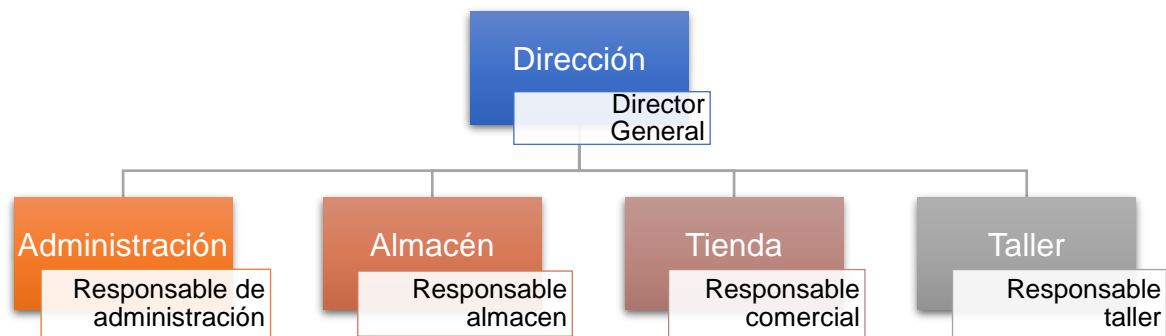 Dirección
Director
General
Administración
Responsable de
administración
Almacén
Responsable
almacen
Tienda
Responsable
comercial
Taller
Responsable
taller